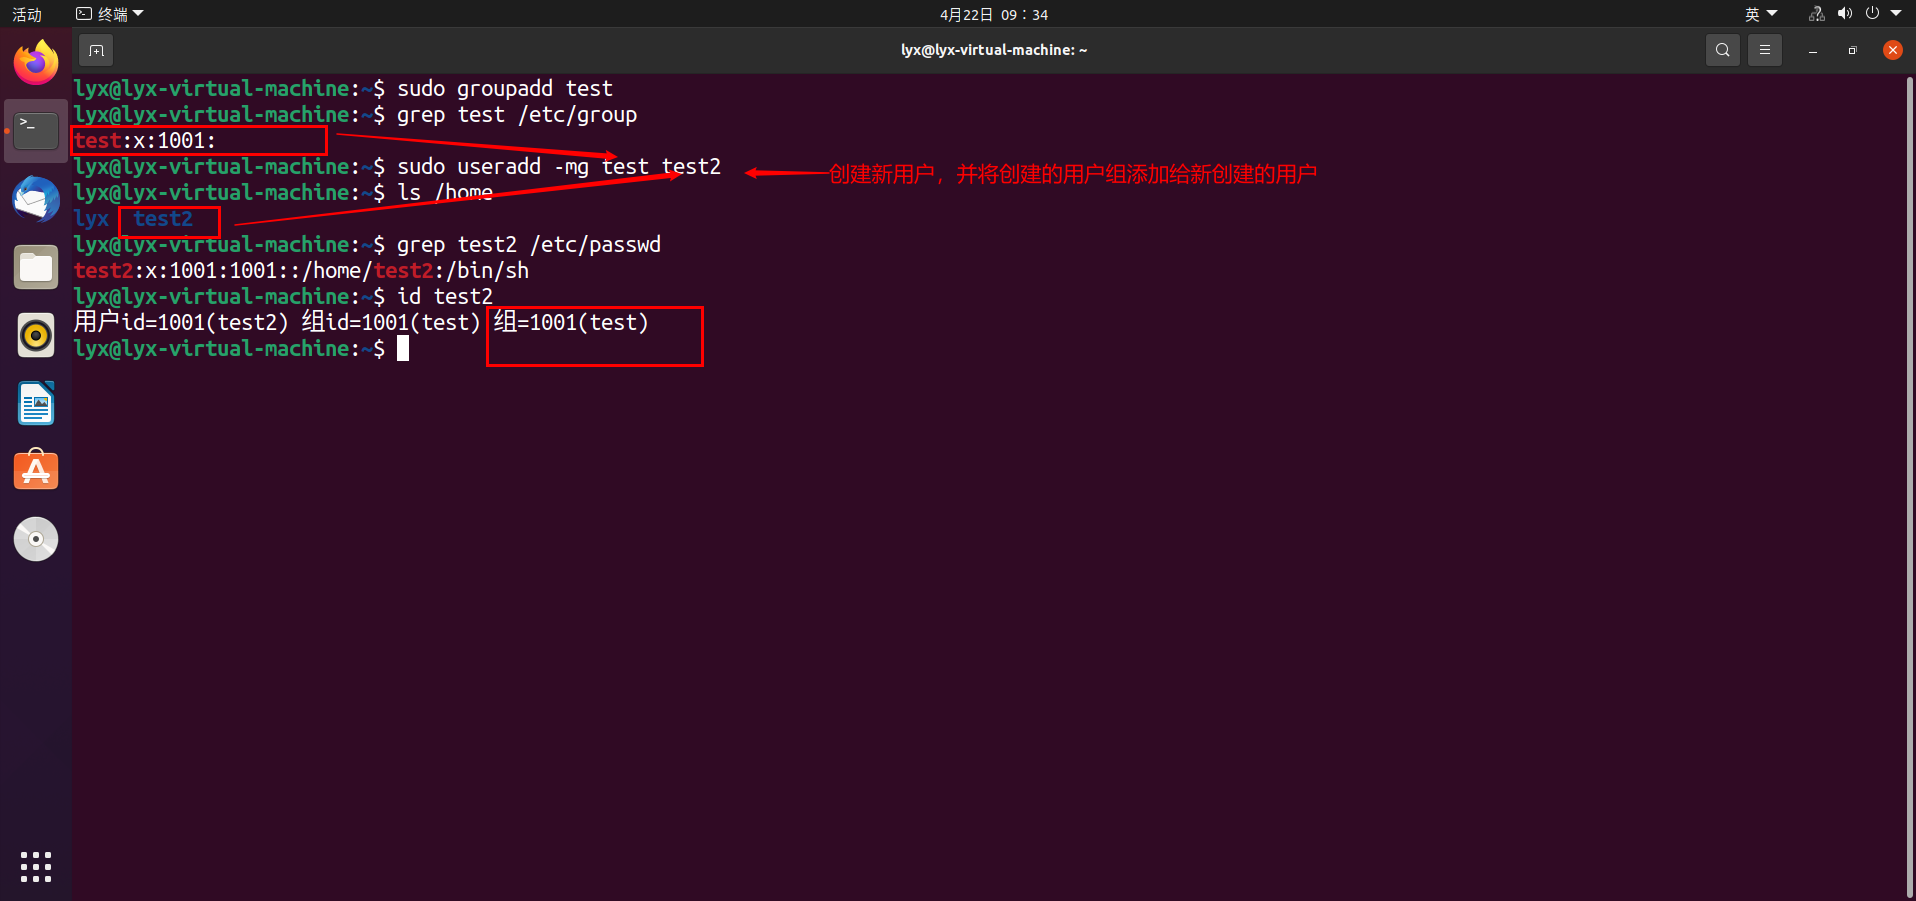 活动 终端 4月22日 09：34 英
lyx@lyx-virtual-machine: ~
lyx@lyx-virtual-machine:~$ sudo groupadd test
lyx@lyx-virtual-machine:~$ grep test /etc/group
test:x:1001:
lyx@lyx-virtual-machine:~$ sudo useradd -mg test test2
创建新用户，并将创建的用户组添加给新创建的用户
lyx@lyx-virtual-machine:~$ ls /home
lyx test2
lyx@lyx-virtual-machine:~$ grep test2 /etc/passwd
test2:x:1001:1001::/home/test2:/bin/sh
lyx@lyx-virtual-machine:~$ id test2
用户id=1001(test2) 组id=1001(test) 组=1001(test)
lyx@lyx-virtual-machine:~$